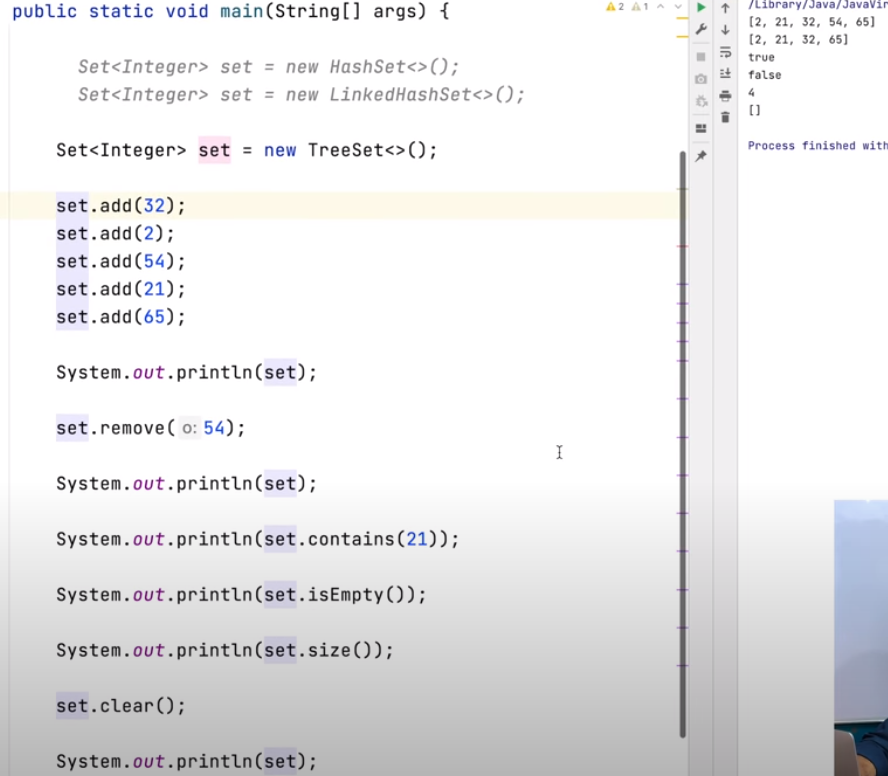 public static void main(String[] args) {
Set<Integer> set = new HashSet<>();
Set<Integer> set = new LinkedHashSet<>();
Set<Integer> set = new TreeSet<>();
set.add(32);
set.add(2);
set.add(54);
set.add(21);
set.add(65);
System.out.println(set);
set.remove( o: 54);
System.out.println(set);
System.out.println(set.contains(21));
System.out.println(set.isEmpty());
System.out.println(set.size());
set.clear();
System.out.println(set);
2 1
/Library/Java/JavaVir
[2, 21, 32, 54, 65]
[2, 21, 32, 65]
true
false
4
[]
Process finished with